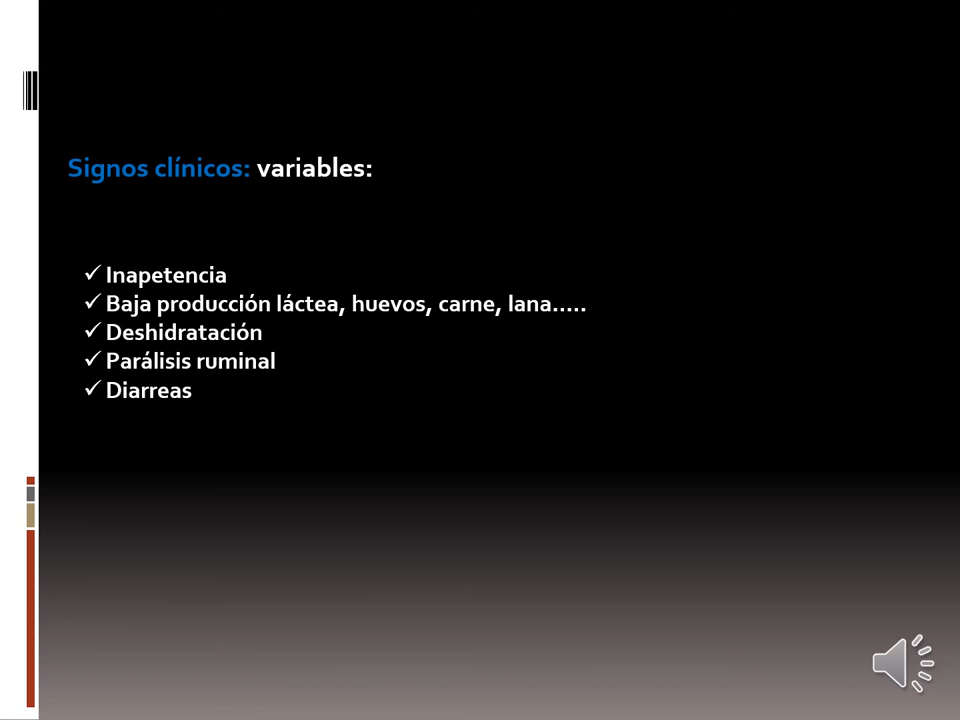 Signos clínicos: variables:
✓ Inapetencia
✓ Baja producción láctea, huevos, carne, lana.....
✓ Deshidratación
✓ Parálisis ruminal
✓ Diarreas